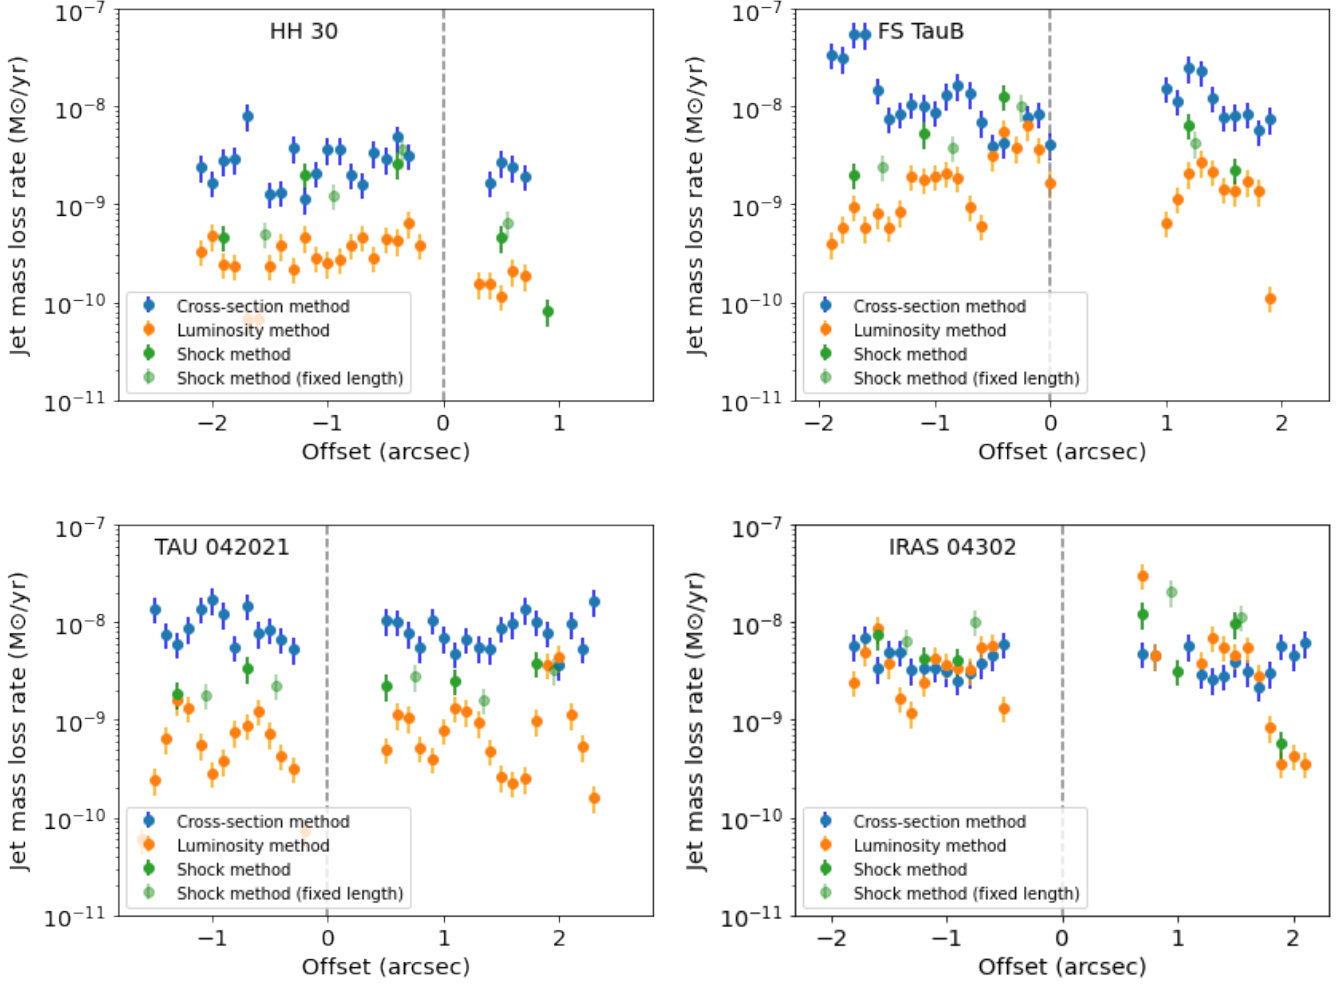 HH 30
Jet mass loss rate (M⊙/yr)
10⁻⁷
10⁻⁸
10⁻⁹
10⁻¹⁰
10⁻¹¹
Cross-section method
Luminosity method
Shock method
Shock method (fixed length)
−2 −1 0 1
Offset (arcsec)
FS TauB
Jet mass loss rate (M⊙/yr)
10⁻⁷
10⁻⁸
10⁻⁹
10⁻¹⁰
10⁻¹¹
Cross-section method
Luminosity method
Shock method
Shock method (fixed length)
−2 −1 0 1 2
Offset (arcsec)
TAU 042021
Jet mass loss rate (M⊙/yr)
10⁻⁷
10⁻⁸
10⁻⁹
10⁻¹⁰
10⁻¹¹
Cross-section method
Luminosity method
Shock method
Shock method (fixed length)
−1 0 1 2
Offset (arcsec)
IRAS 04302
Jet mass loss rate (M⊙/yr)
10⁻⁷
10⁻⁸
10⁻⁹
10⁻¹⁰
10⁻¹¹
Cross-section method
Luminosity method
Shock method
Shock method (fixed length)
−2 −1 0 1 2
Offset (arcsec)